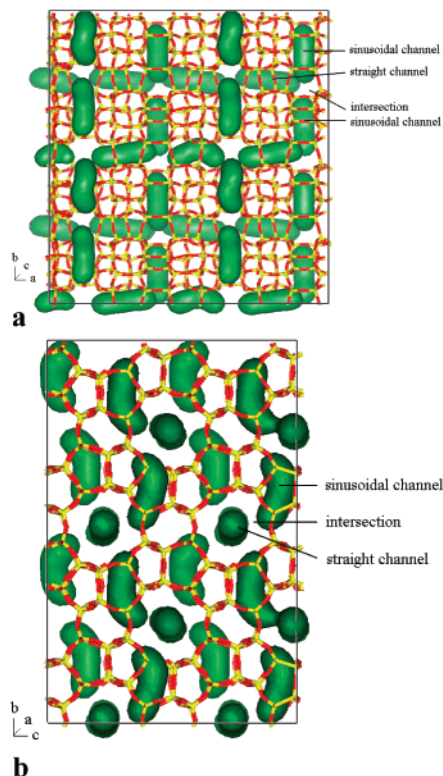 sinusoidal channel
straight channel
intersection
sinusoidal channel
b
c
a
a
sinusoidal channel
intersection
straight channel
b
a
c
b